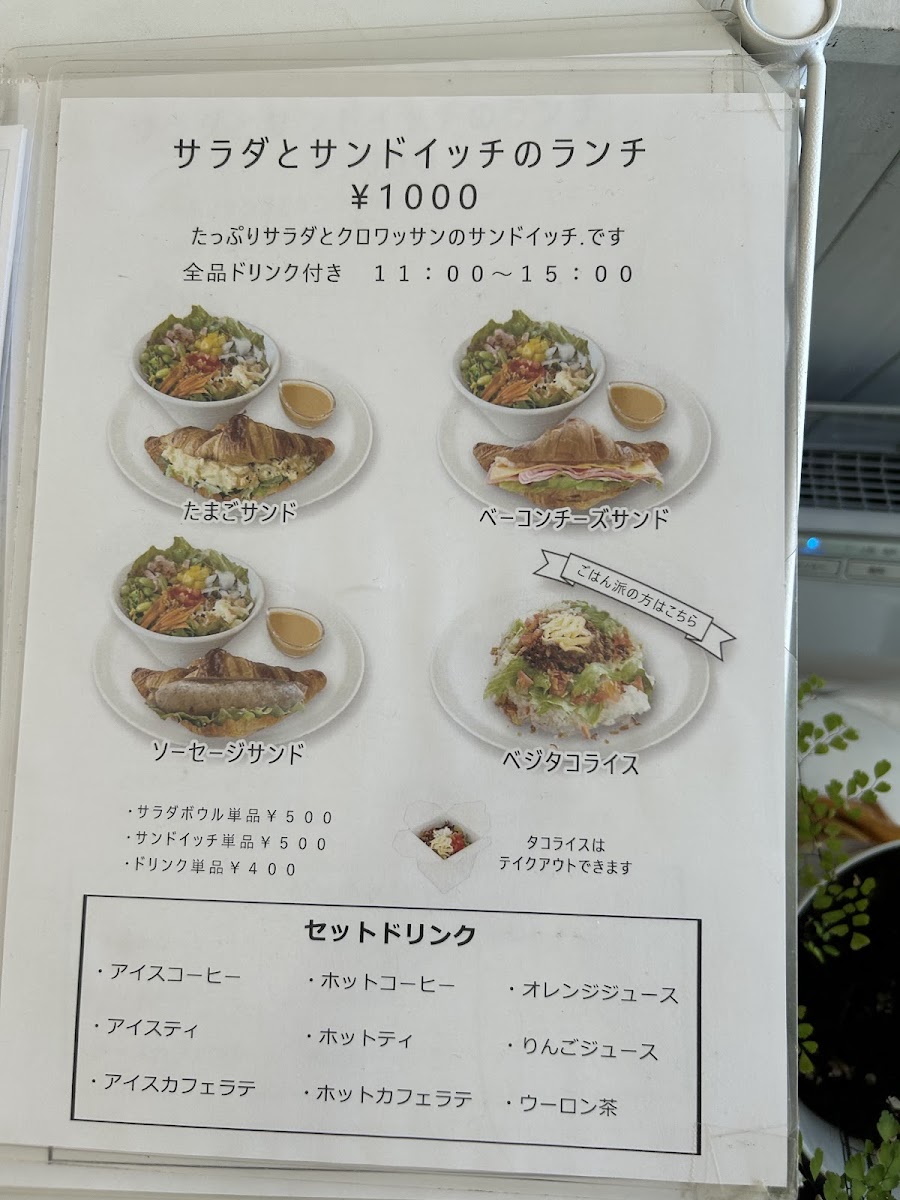 サラダとサンドイッチのランチ
¥1000
たっぷりサラダとクロワッサンのサンドイッチ.です
全品ドリンク付き　11：00～15：00
たまごサンド
ベーコンチーズサンド
ごはん派の方はこちら
ソーセージサンド
ベジタコライス
・サラダボウル単品¥500
・サンドイッチ単品¥500
・ドリンク単品¥400
タコライスは
テイクアウトできます
セットドリンク
・アイスコーヒー
・ホットコーヒー
・オレンジジュース
・アイスティ
・ホットティ
・りんごジュース
・アイスカフェラテ
・ホットカフェラテ
・ウーロン茶